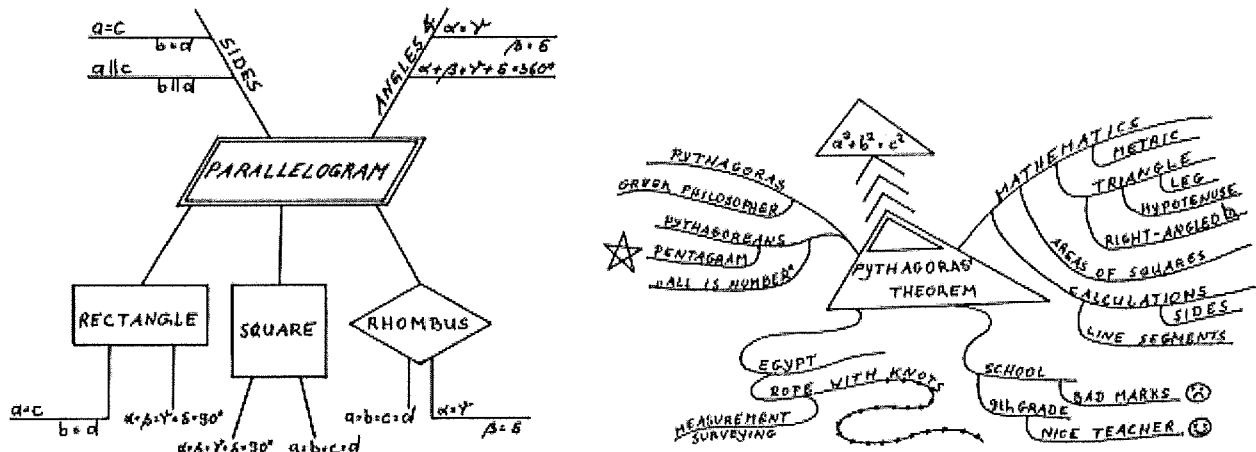 a=c
b=d
a||c
b||d
SIDES
ANGLES
α=γ
β=δ
α+β+γ+δ=360°
PARALLELOGRAM
RECTANGLE
SQUARE
RHOMBUS
a=c
b=d
α=β=γ=δ=90°
α=β=γ=δ=90°
a=b=c=d
a=b=c=d
α=γ
β=δ
a²+b²=c²
PYTHAGORAS'
THEOREM
PYTHAGORAS
GREEK PHILOSOPHER
PYTHAGOREANS
PENTAGRAM
„ALL IS NUMBER"
MATHEMATICS
METRIC
TRIANGLE
LEG
HYPOTENUSE
RIGHT-ANGLED
AREAS OF SQUARES
CALCULATIONS
SIDES
LINE SEGMENTS
EGYPT
ROPE WITH KNOTS
MEASUREMENT
SURVEYING
SCHOOL
BAD MARKS
9th GRADE
NICE TEACHER